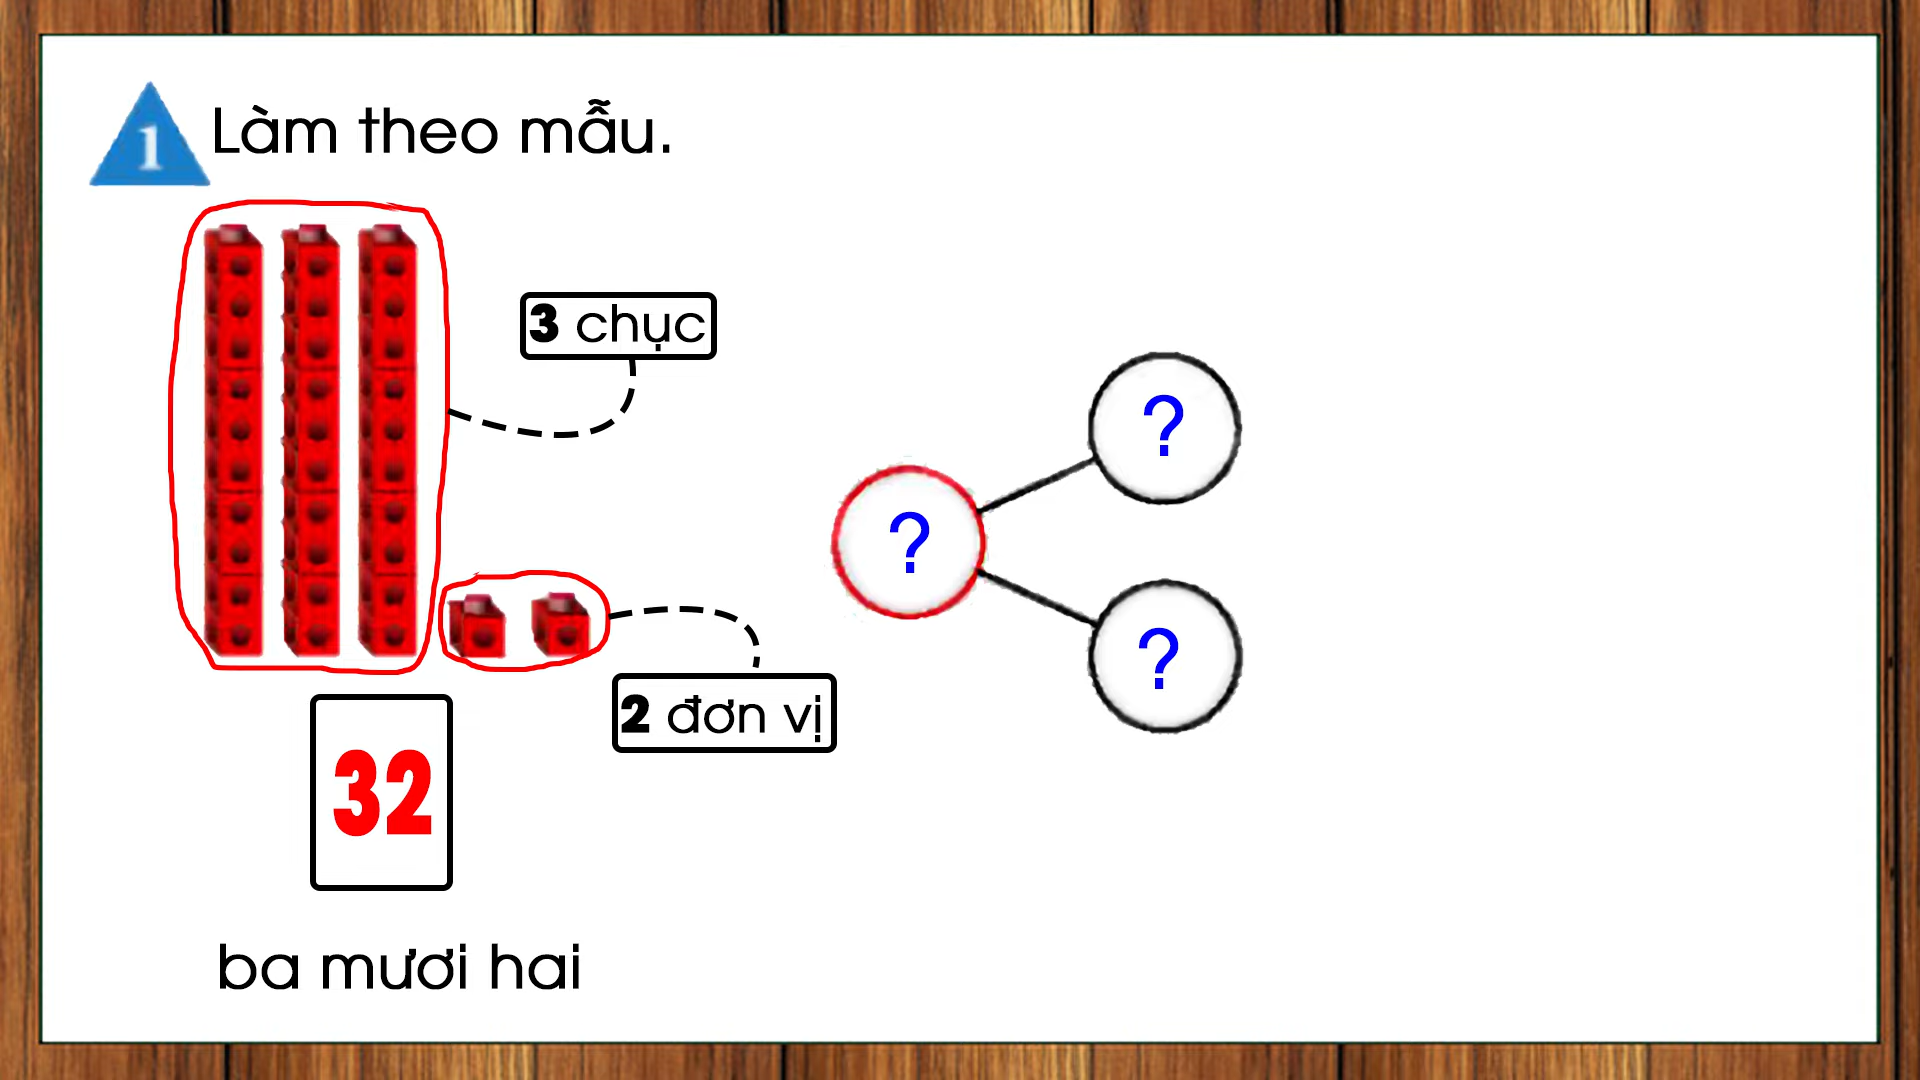 1 Làm theo mẫu.
3 chục
?
?
?
2 đơn vị
32
ba mươi hai